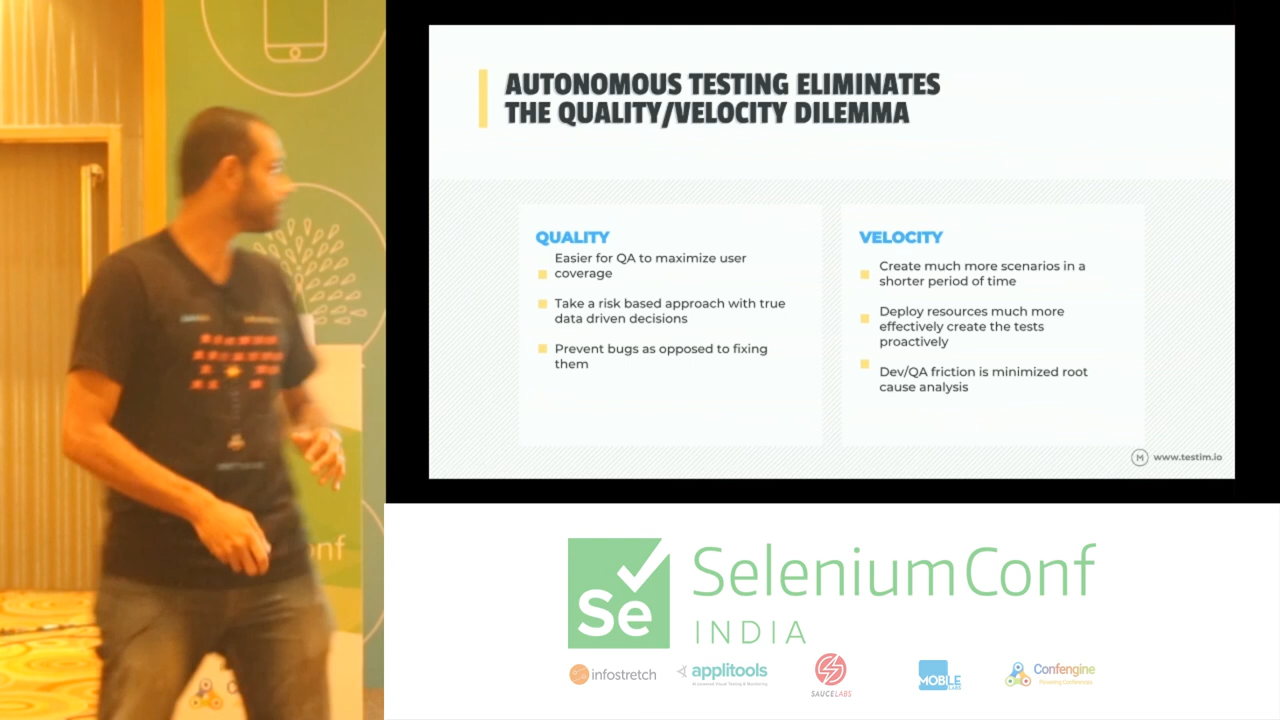 AUTONOMOUS TESTING ELIMINATES
THE QUALITY/VELOCITY DILEMMA
QUALITY
Easier for QA to maximize user
coverage
Take a risk based approach with true
data driven decisions
Prevent bugs as opposed to fixing
them
VELOCITY
Create much more scenarios in a
shorter period of time
Deploy resources much more
effectively create the tests
proactively
Dev/QA friction is minimized root
cause analysis
M
www.testim.io
onf
Se
SeleniumConf
INDIA
infostretch
applitools
SAUCELABS
MOBILE
LABS
Confengine